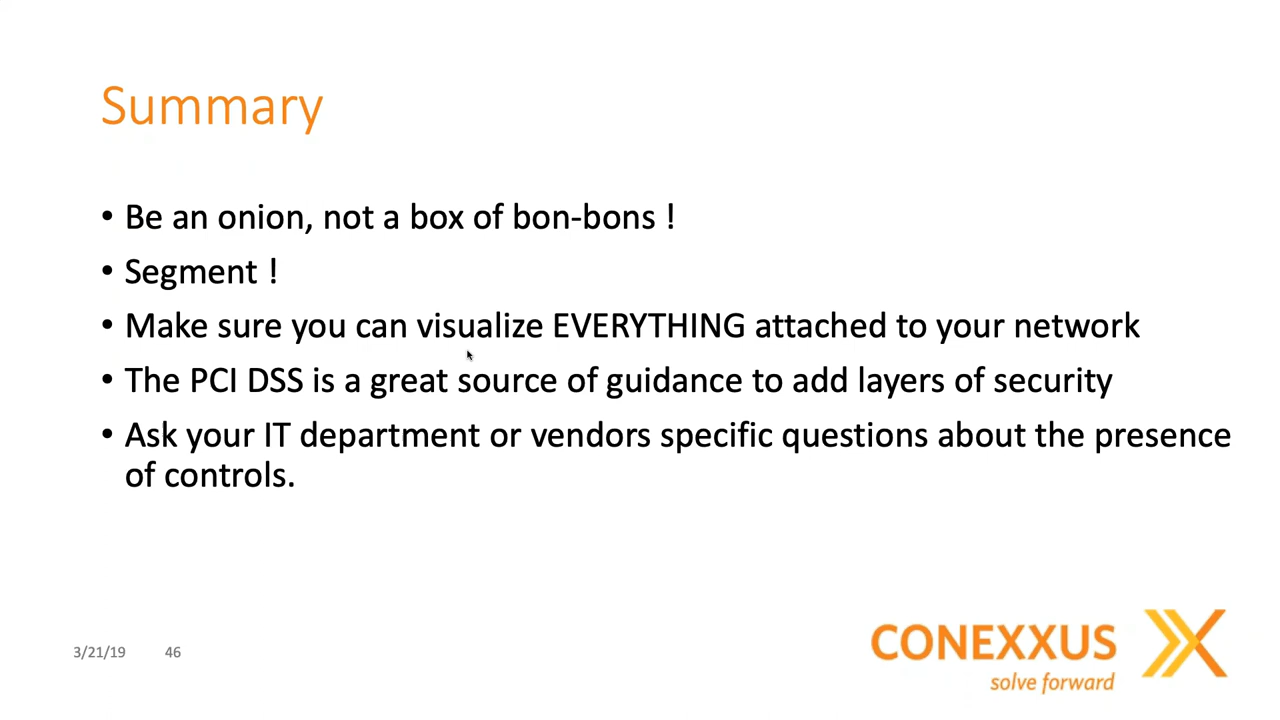 Summary
• Be an onion, not a box of bon-bons !
• Segment !
• Make sure you can visualize EVERYTHING attached to your network
• The PCI DSS is a great source of guidance to add layers of security
• Ask your IT department or vendors specific questions about the presence
of controls.
3/21/19 46
CONEXXUS
solve forward